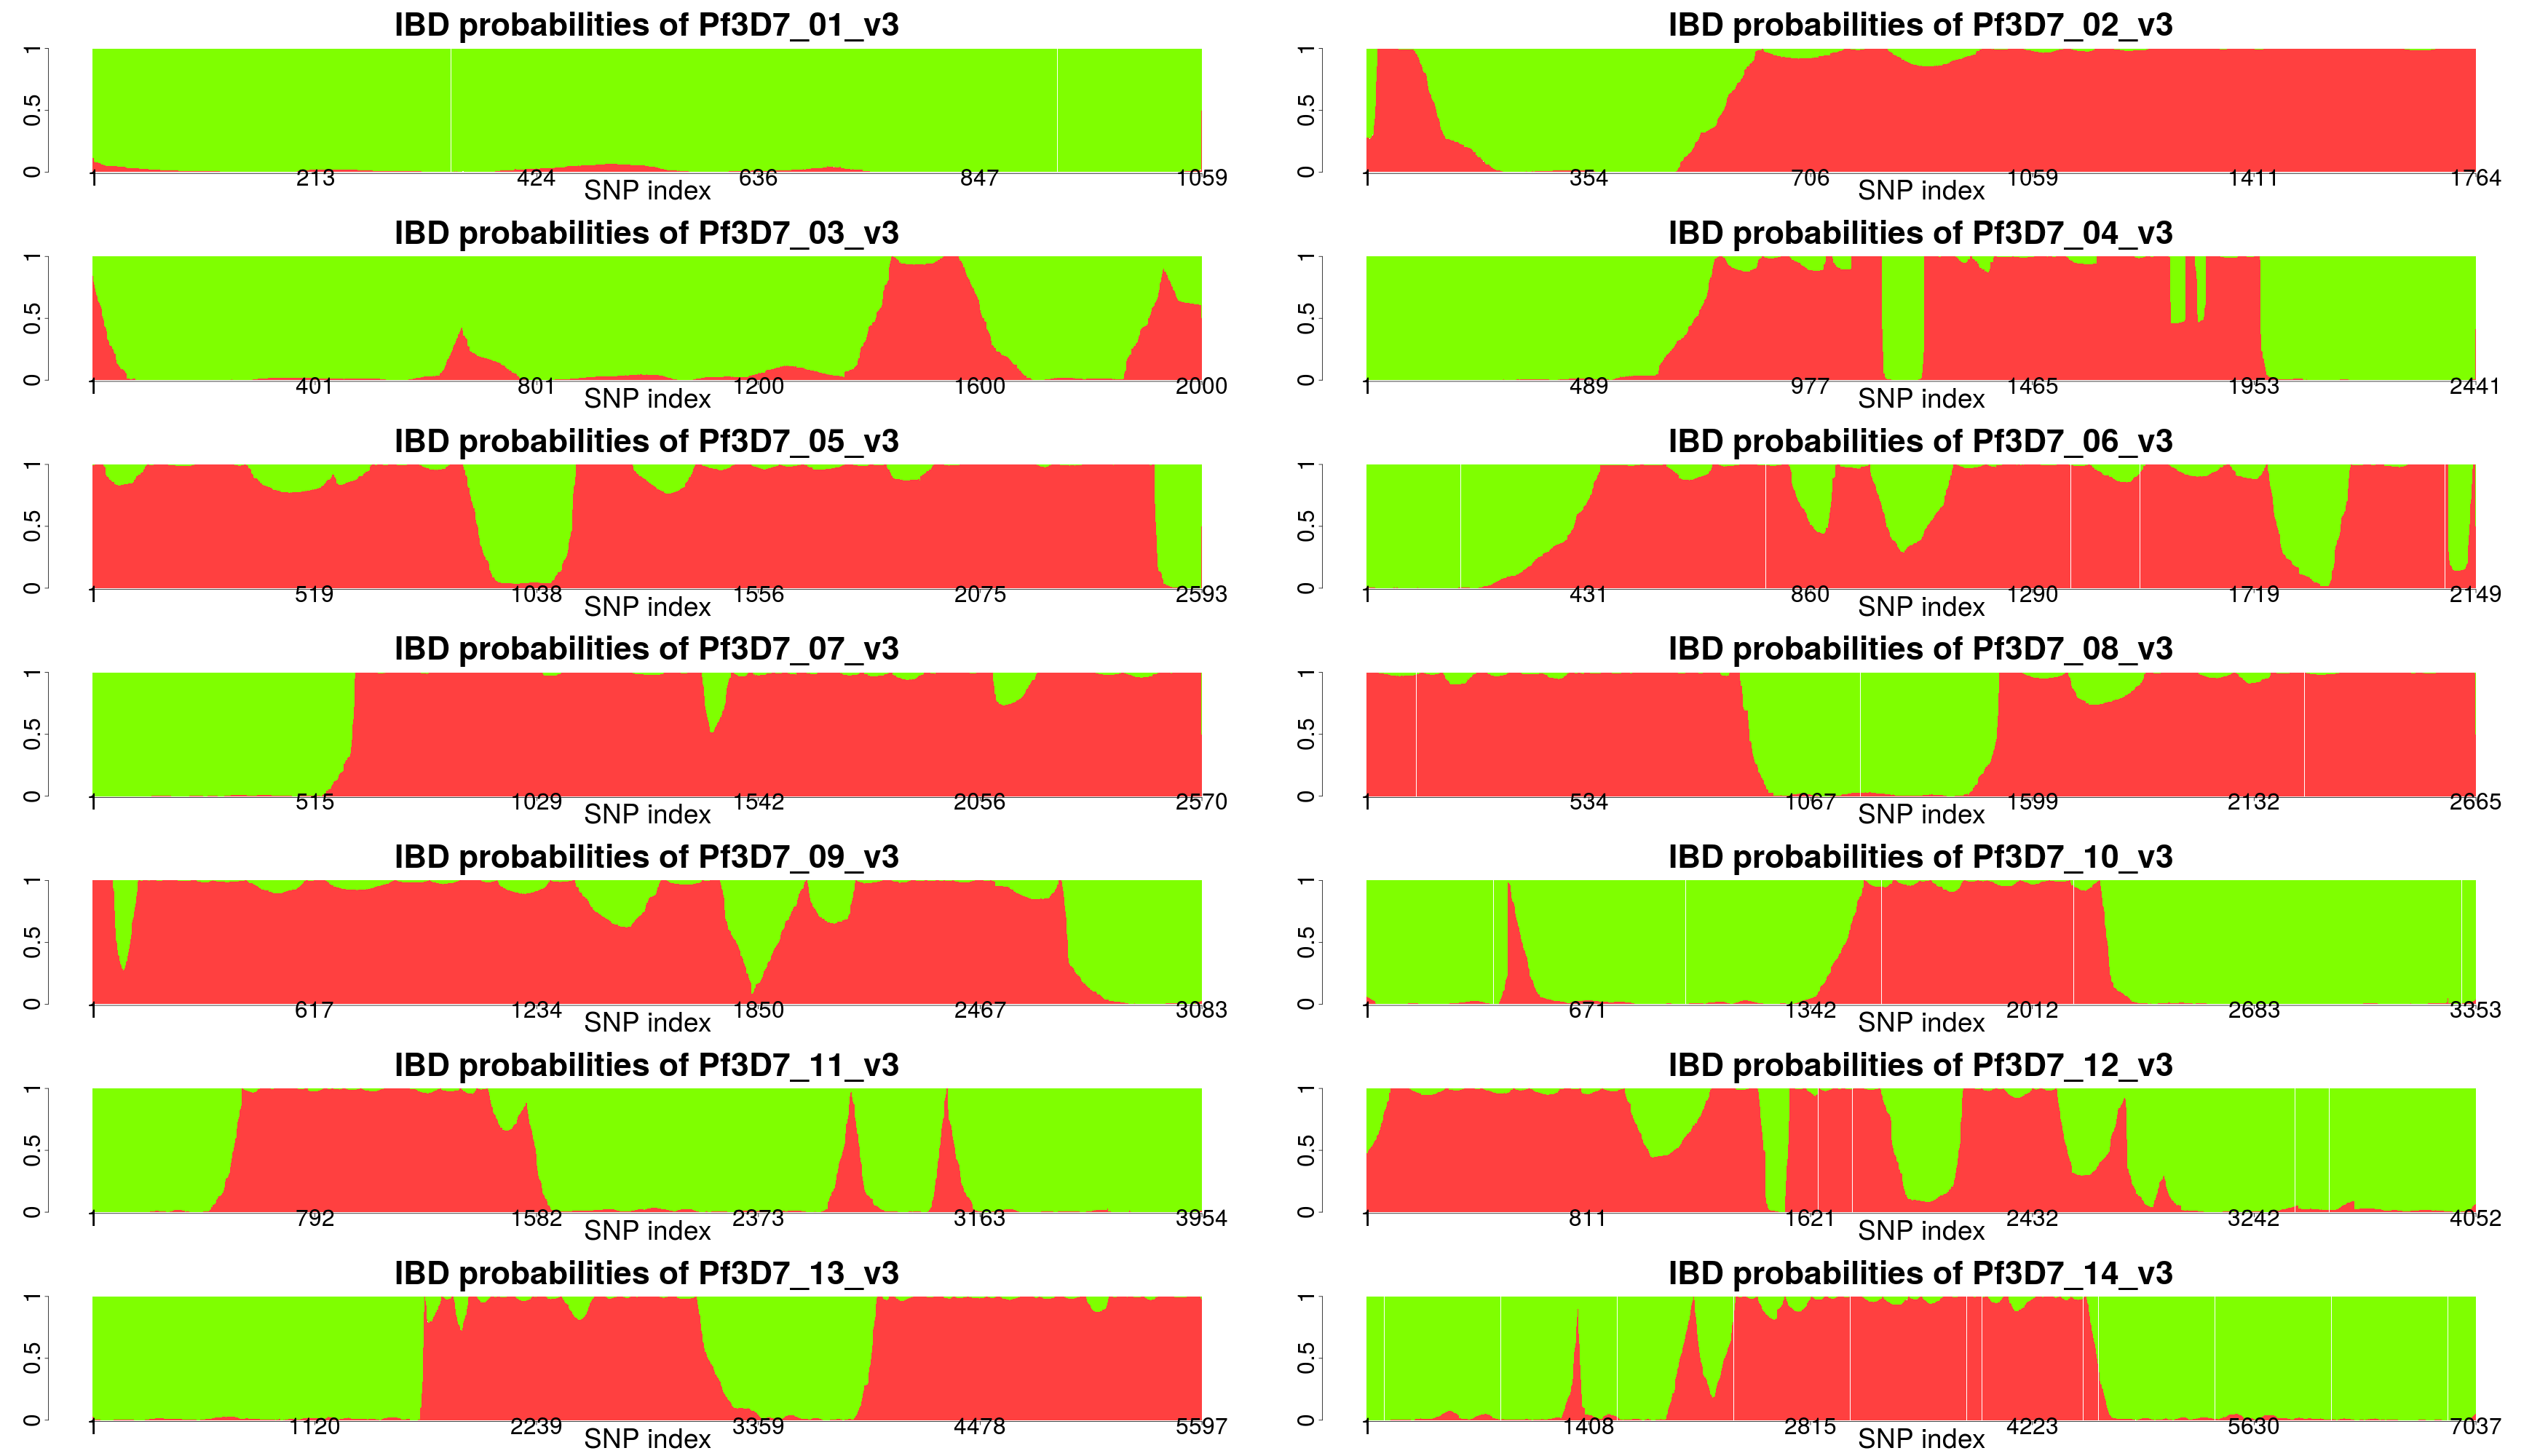 IBD probabilities of Pf3D7_01_v3
0 0.5 1
1 213 424 636 847 1059
SNP index
IBD probabilities of Pf3D7_02_v3
0 0.5 1
1 354 706 1059 1411 1764
SNP index
IBD probabilities of Pf3D7_03_v3
0 0.5 1
1 401 801 1200 1600 2000
SNP index
IBD probabilities of Pf3D7_04_v3
0 0.5 1
1 489 977 1465 1953 2441
SNP index
IBD probabilities of Pf3D7_05_v3
0 0.5 1
1 519 1038 1556 2075 2593
SNP index
IBD probabilities of Pf3D7_06_v3
0 0.5 1
1 431 860 1290 1719 2149
SNP index
IBD probabilities of Pf3D7_07_v3
0 0.5 1
1 515 1029 1542 2056 2570
SNP index
IBD probabilities of Pf3D7_08_v3
0 0.5 1
1 534 1067 1599 2132 2665
SNP index
IBD probabilities of Pf3D7_09_v3
0 0.5 1
1 617 1234 1850 2467 3083
SNP index
IBD probabilities of Pf3D7_10_v3
0 0.5 1
1 671 1342 2012 2683 3353
SNP index
IBD probabilities of Pf3D7_11_v3
0 0.5 1
1 792 1582 2373 3163 3954
SNP index
IBD probabilities of Pf3D7_12_v3
0 0.5 1
1 811 1621 2432 3242 4052
SNP index
IBD probabilities of Pf3D7_13_v3
0 0.5 1
1 1120 2239 3359 4478 5597
SNP index
IBD probabilities of Pf3D7_14_v3
0 0.5 1
1 1408 2815 4223 5630 7037
SNP index